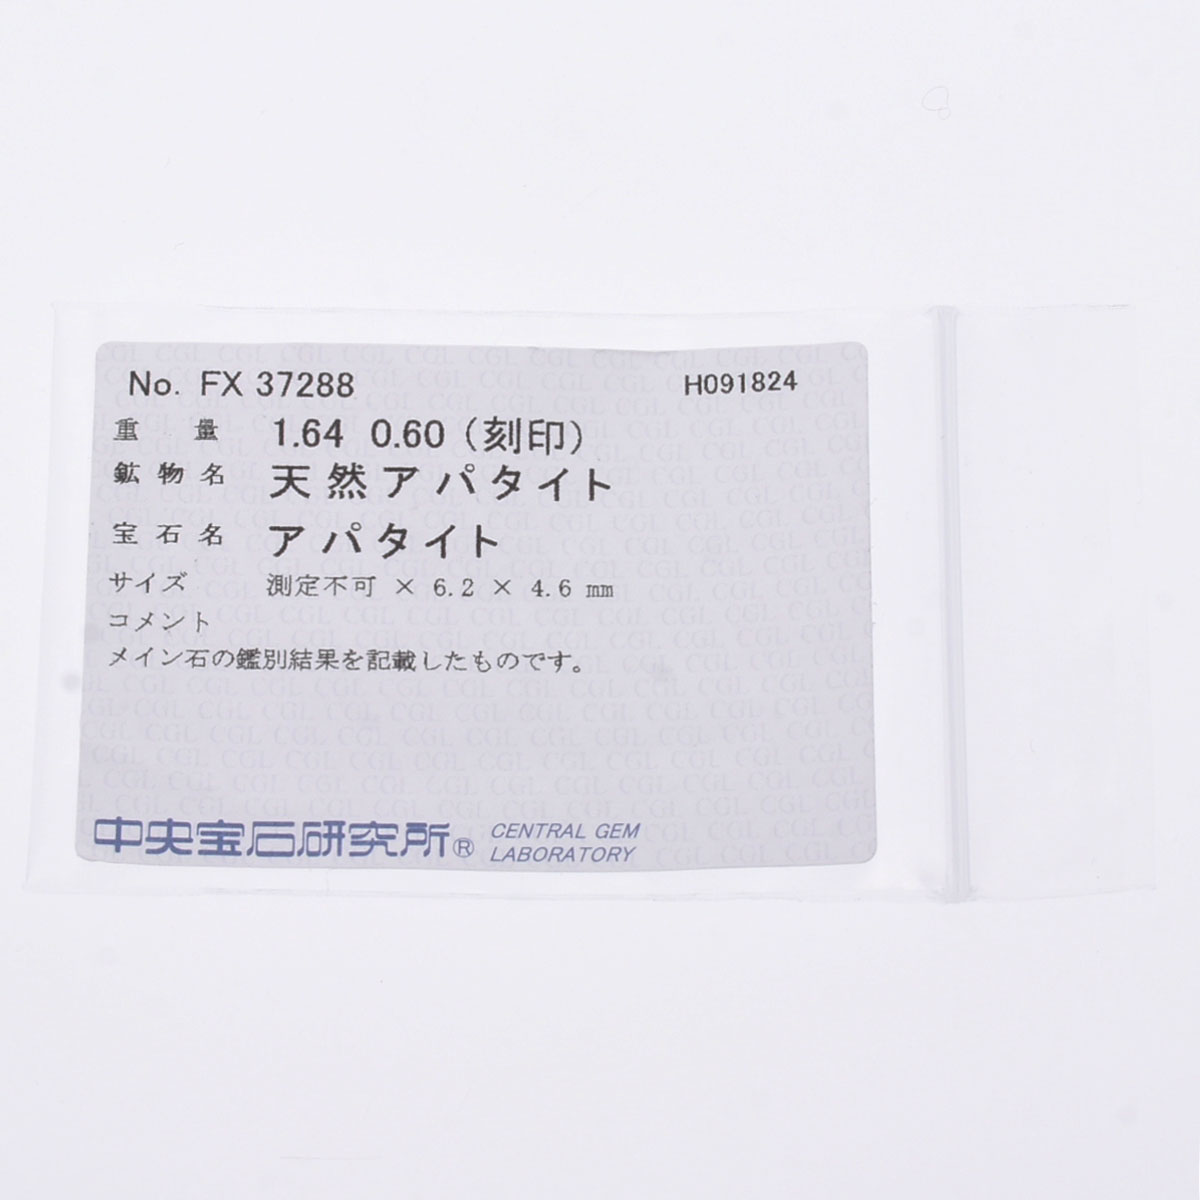 No. FX 37288 H091824
重量 1.64 0.60 (刻印)
鉱物名 天然アパタイト
宝石名 アパタイト
サイズ 測定不可 × 6.2 × 4.6 mm
コメント
メイン石の鑑別結果を記載したものです。
中央宝石研究所® CENTRAL GEM
LABORATORY